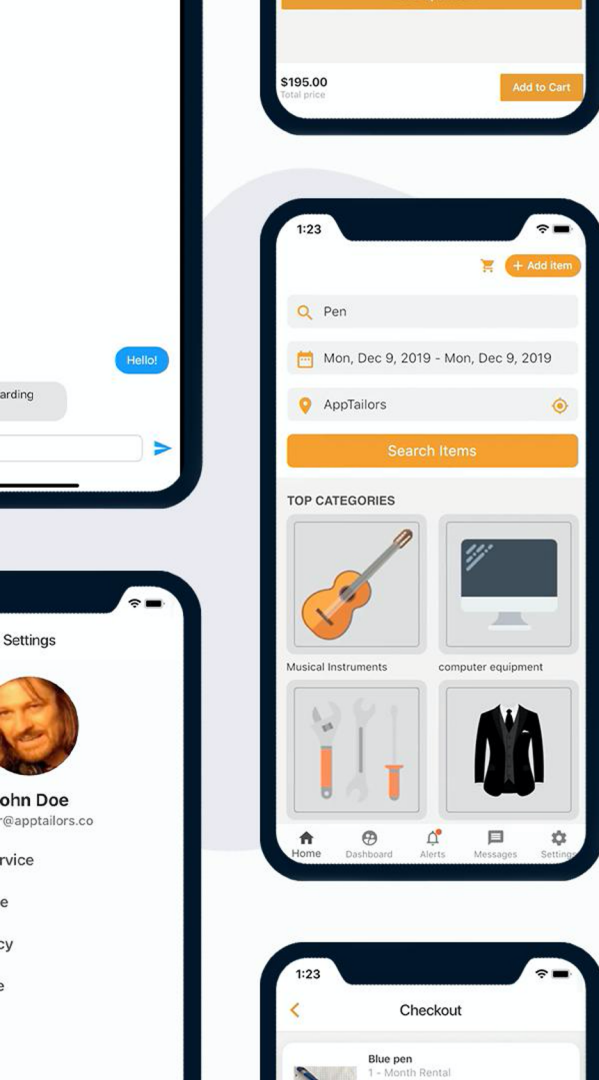 $195.00
Total price
Add to Cart
Hello!
arding
1:23
+ Add item
Pen
Mon, Dec 9, 2019 - Mon, Dec 9, 2019
AppTailors
Search Items
TOP CATEGORIES
Musical Instruments
computer equipment
Home
Dashboard
Alerts
Messages
Settings
Settings
ohn Doe
r@apptailors.co
rvice
e
cy
e
1:23
Checkout
Blue pen
1 - Month Rental